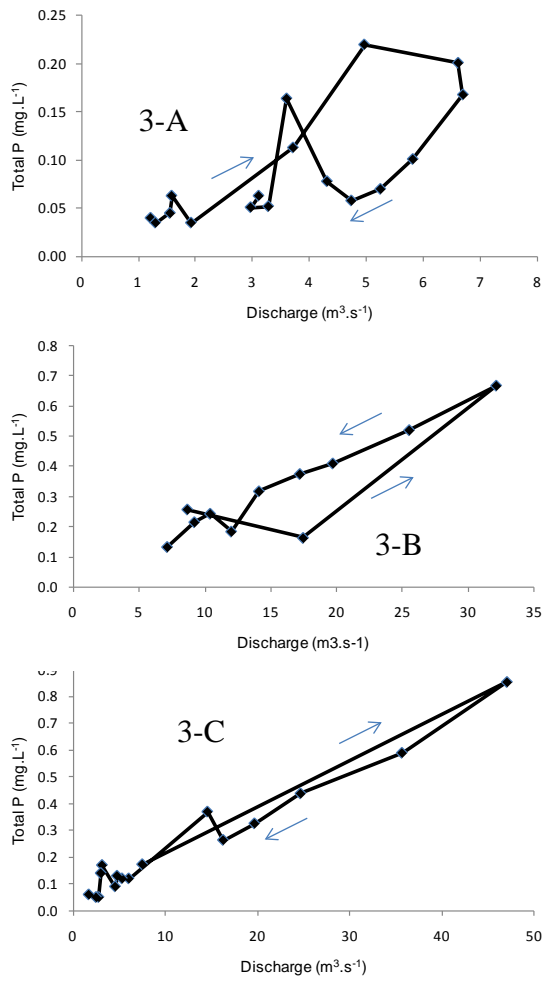 0.25
0.20
0.15
0.10
0.05
0.00
Total P (mg.L⁻¹)
3-A
0 1 2 3 4 5 6 7 8
Discharge (m³.s⁻¹)
0.8
0.7
0.6
0.5
0.4
0.3
0.2
0.1
0.0
Total P (mg.L⁻¹)
3-B
0 5 10 15 20 25 30 35
Discharge (m3.s-1)
0.9
0.8
0.7
0.6
0.5
0.4
0.3
0.2
0.1
0.0
Total P (mg.L⁻¹)
3-C
0 10 20 30 40 50
Discharge (m³.s⁻¹)